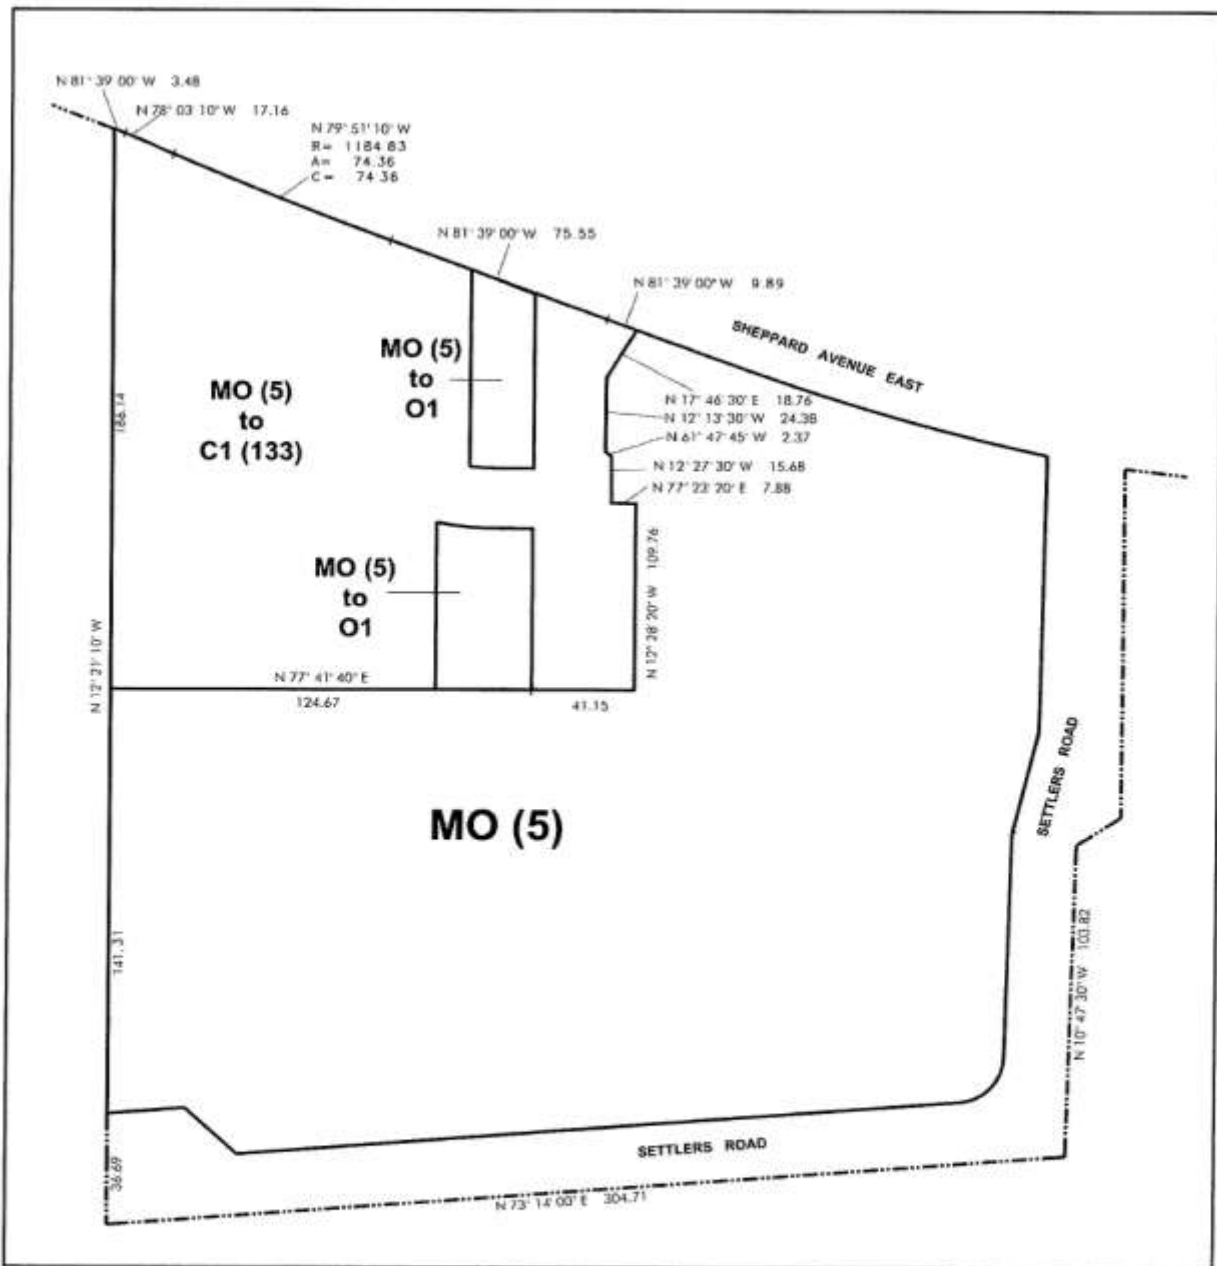 N 81° 39' 00" W 3.48
N 78° 03' 10" W 17.16
N 79° 51' 10" W
R= 1184.83
A= 74.36
C= 74.36
N 81° 39' 00" W 75.55
N 81° 39' 00" W 9.89
SHEPPARD AVENUE EAST
MO (5)
to
O1
MO (5)
to
C1 (133)
186.14
N 17° 46' 30" E 18.76
N 12° 13' 30" W 24.38
N 61° 47' 45" W 2.37
N 12° 27' 30" W 15.68
N 77° 23' 20" E 7.88
N 12° 28' 20" W 109.76
MO (5)
to
O1
N 12° 21' 10" W
N 77° 41' 40" E
124.67
41.15
SETTLERS ROAD
MO (5)
141.31
N 10° 47' 30" W 103.82
SETTLERS ROAD
36.69
N 73° 14' 00" E 304.71